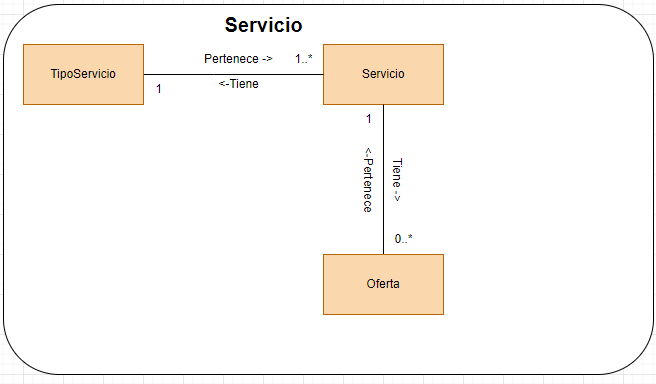 Servicio
Pertenece ->
1..*
TipoServicio
Servicio
1
<-Tiene
1
<-Pertenece
Tiene ->
0..*
Oferta